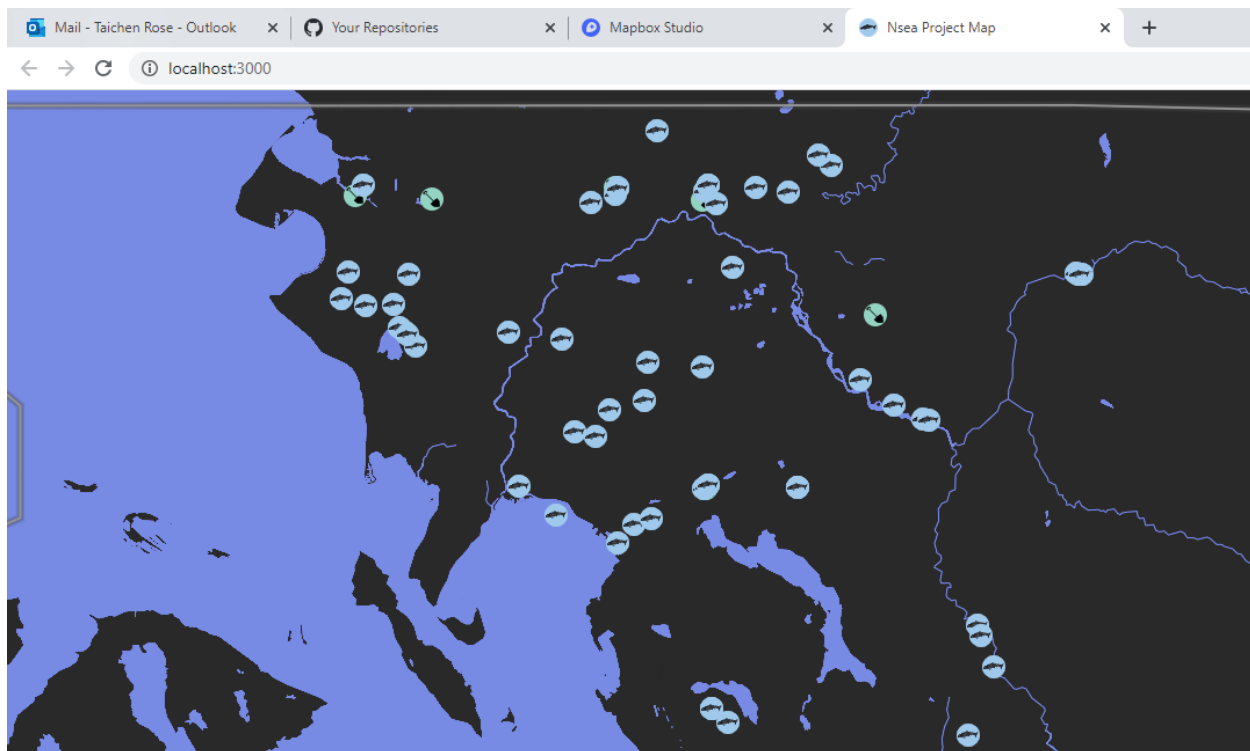 Mail - Taichen Rose - Outlook
Your Repositories
Mapbox Studio
Nsea Project Map
localhost:3000